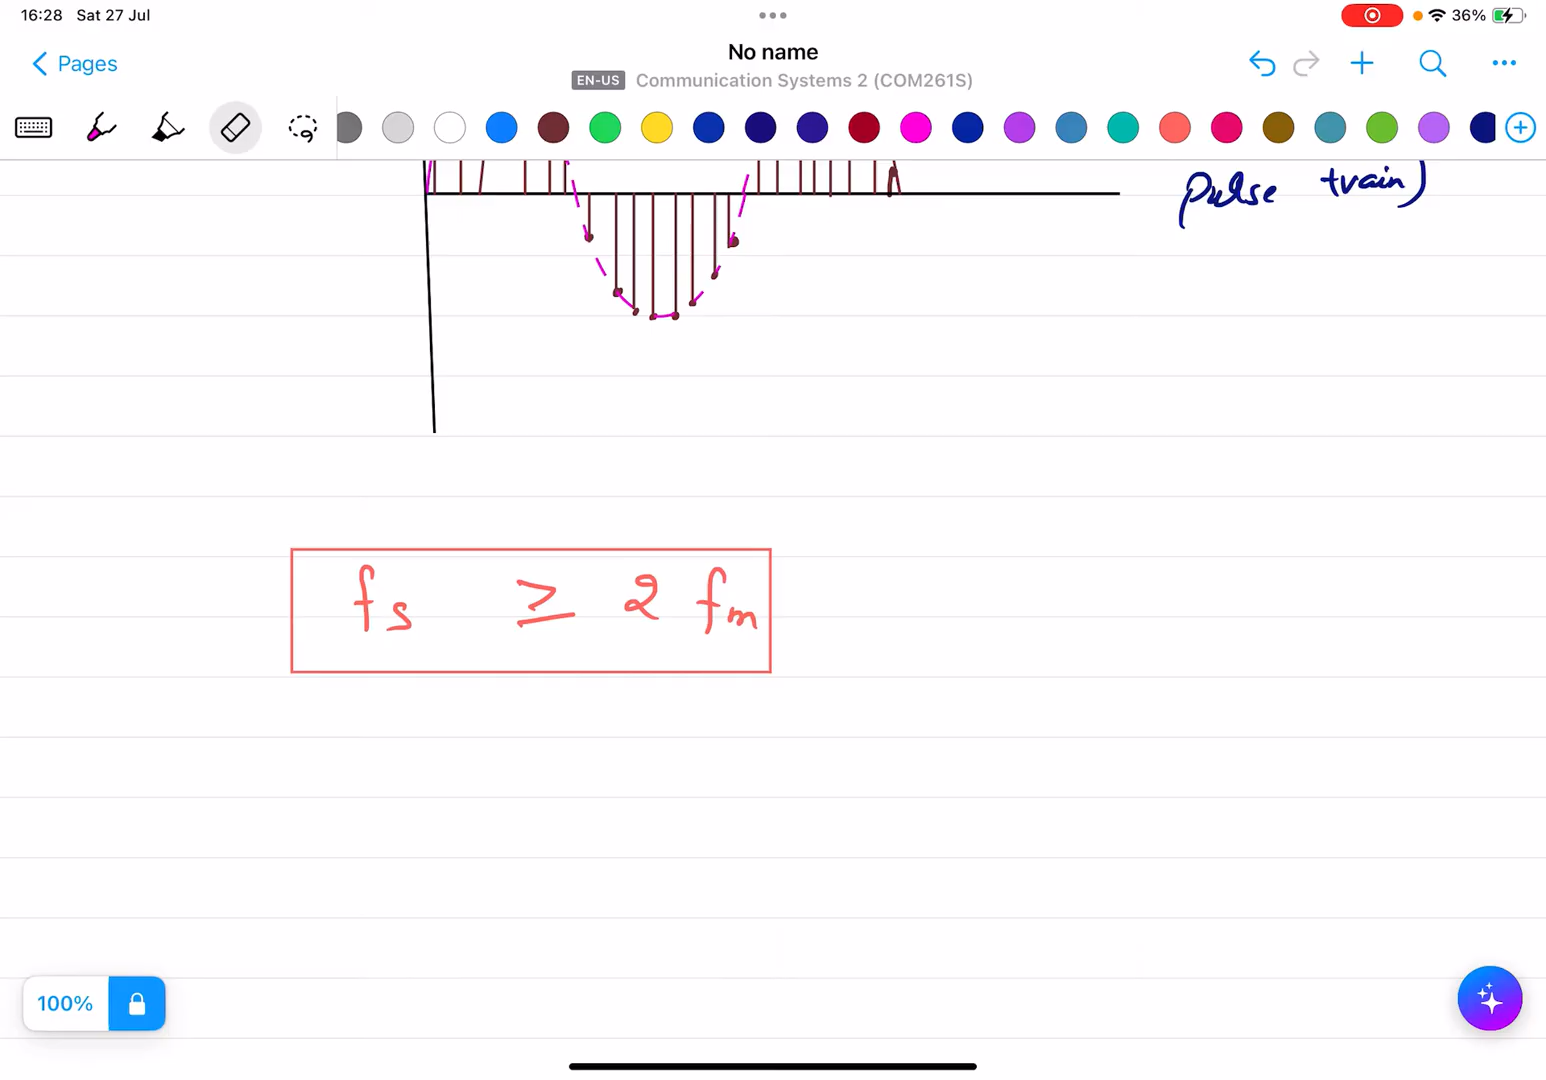 16:28 Sat 27 Jul
36%
No name
Pages
EN-US Communication Systems 2 (COM261S)
pulse train)
fs ≥ 2 fm
100%